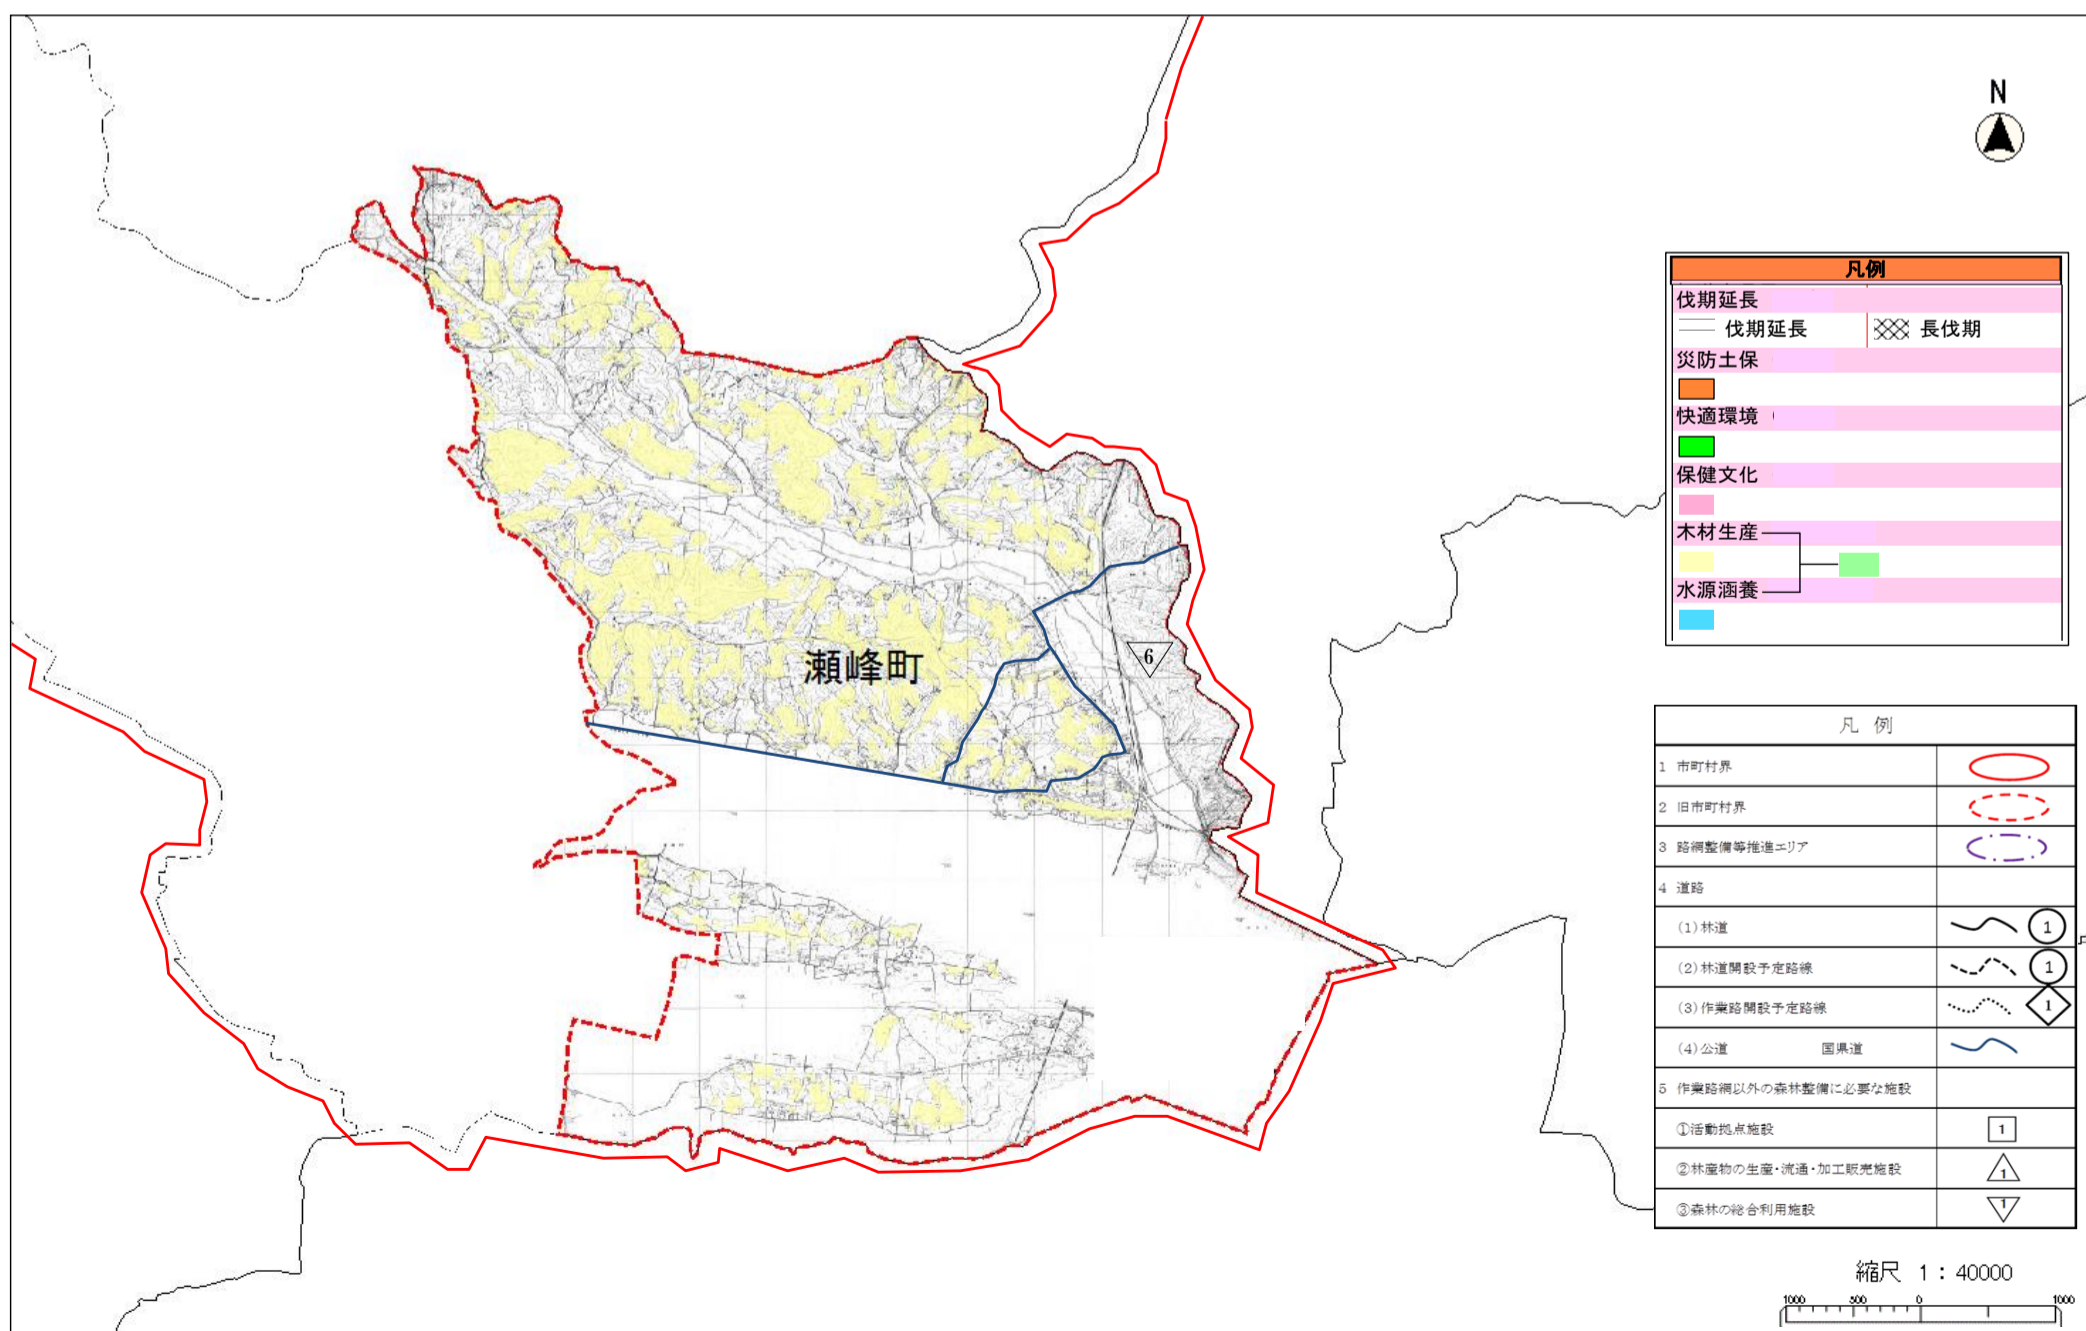 N
凡例
伐期延長
伐期延長 長伐期
災防土保
快適環境
保健文化
木材生産
水源涵養
瀬峰町
6
凡 例
1 市町村界
2 旧市町村界
3 路網整備等推進エリア
4 道路
(1)林道 1
(2)林道開設予定路線 1
(3)作業路開設予定路線 1
(4)公道 国県道
5 作業路網以外の森林整備に必要な施設
①活動拠点施設 1
②林産物の生産・流通・加工販売施設 1
③森林の総合利用施設 1
縮尺 1:40000
1000 500 0 1000